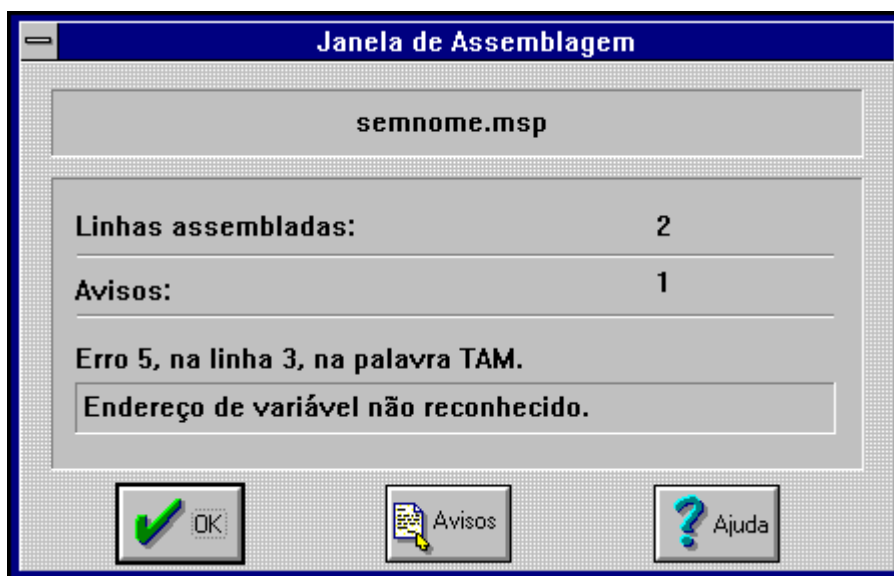 Janela de Assemblagem
semnome.msp
Linhas assembladas: 2
Avisos: 1
Erro 5, na linha 3, na palavra TAM.
Endereço de variável não reconhecido.
OK Avisos Ajuda